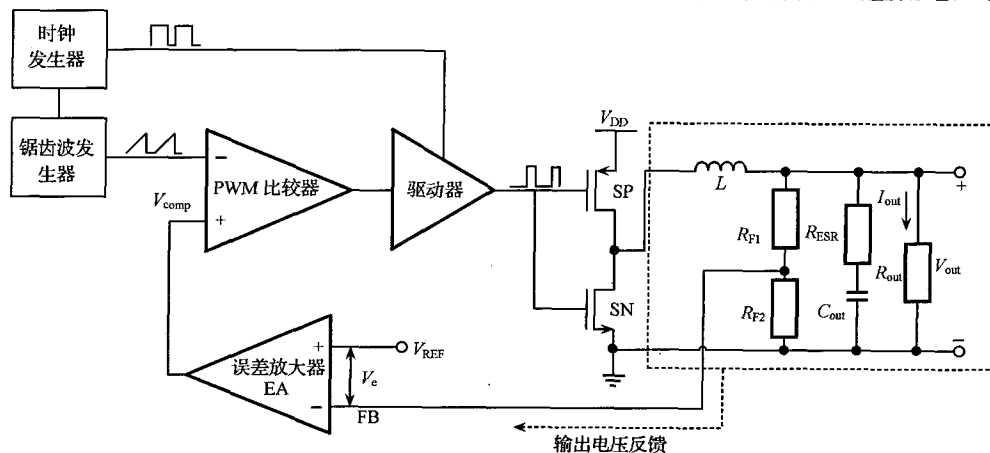 时钟
发生器
锯齿波发
生器
PWM 比较器
驱动器
V_DD
SP
SN
L
R_F1
R_F2
R_ESR
C_out
I_out
R_out
V_out
+
−
V_comp
−
+
误差放大器
EA
+
−
V_REF
V_e
FB
输出电压反馈